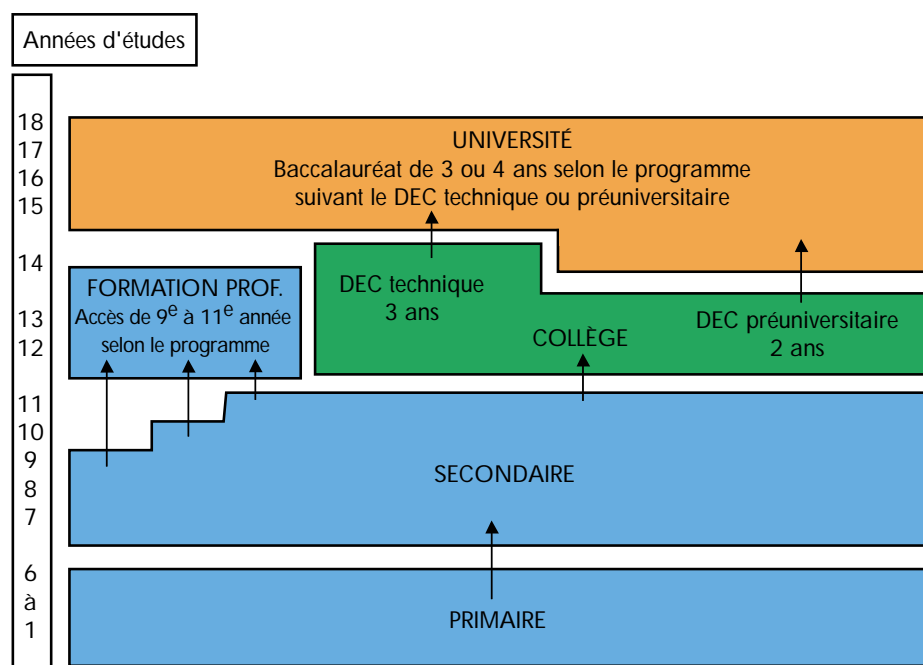 Années d'études
18
17
16
15
14
13
12
11
10
9
8
7
6
à
1
UNIVERSITÉ
Baccalauréat de 3 ou 4 ans selon le programme
suivant le DEC technique ou préuniversitaire
FORMATION PROF.
Accès de 9e à 11e année
selon le programme
DEC technique
3 ans
COLLÈGE
DEC préuniversitaire
2 ans
SECONDAIRE
PRIMAIRE